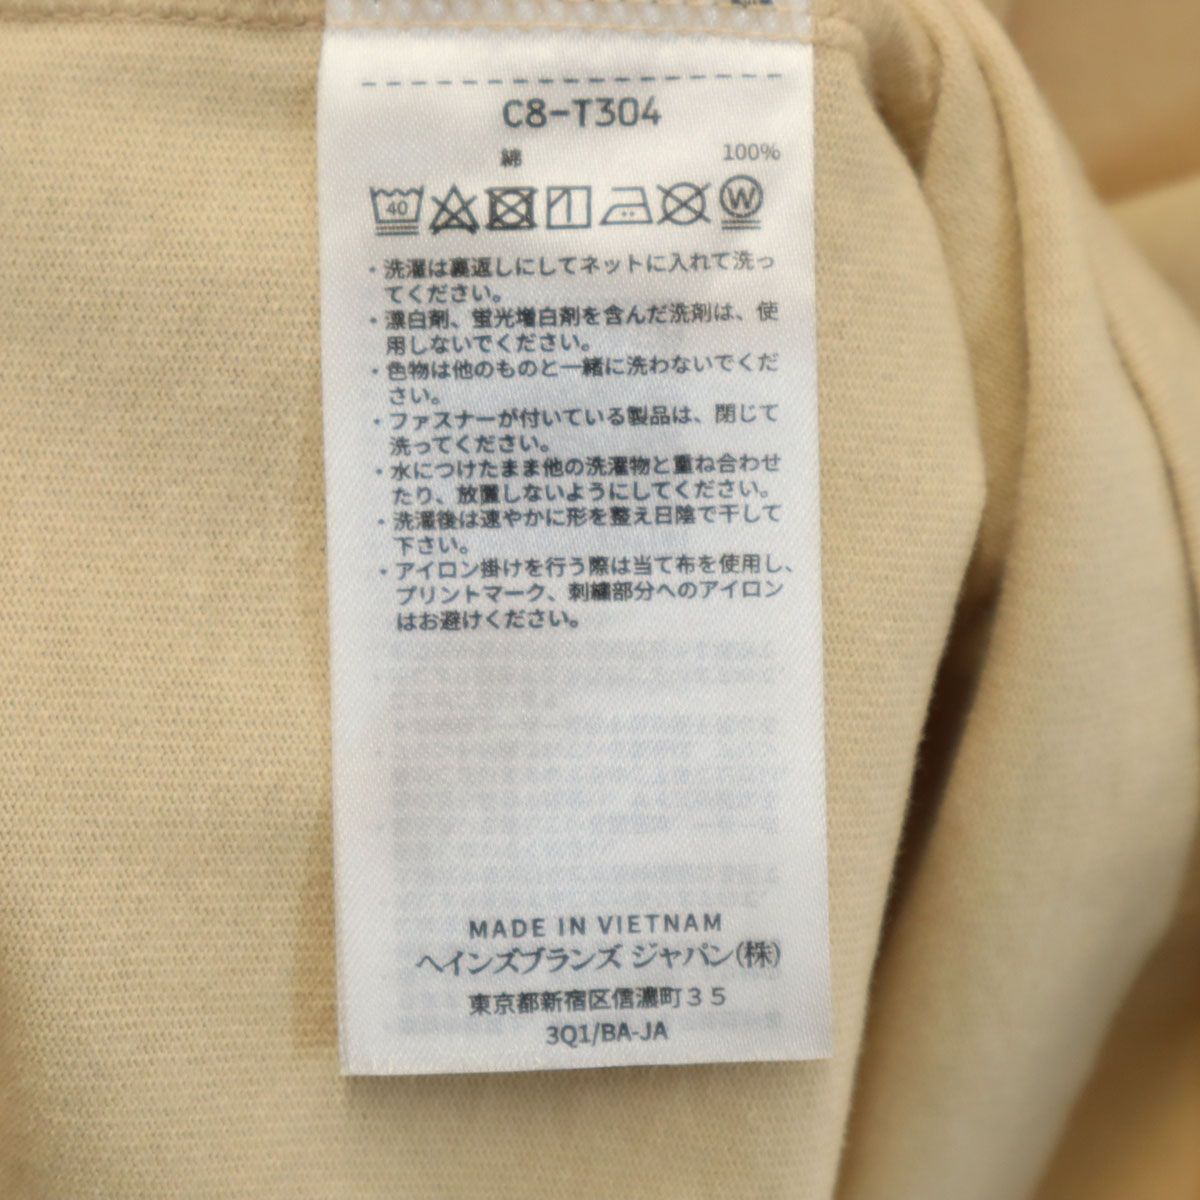 C8-T304
綿 100%
40
W
・洗濯は裏返しにしてネットに入れて洗っ
てください。
・漂白剤、蛍光増白剤を含んだ洗剤は、使
用しないでください。
・色物は他のものと一緒に洗わないでくだ
さい。
・ファスナーが付いている製品は、閉じて
洗ってください。
・水につけたまま他の洗濯物と重ね合わせ
たり、放置しないようにしてください。
・洗濯後は速やかに形を整え日陰で干して
下さい。
・アイロン掛けを行う際は当て布を使用し、
プリントマーク、刺繍部分へのアイロン
はお避けください。
MADE IN VIETNAM
ヘインズブランズ ジャパン(株)
東京都新宿区信濃町35
3Q1/BA-JA